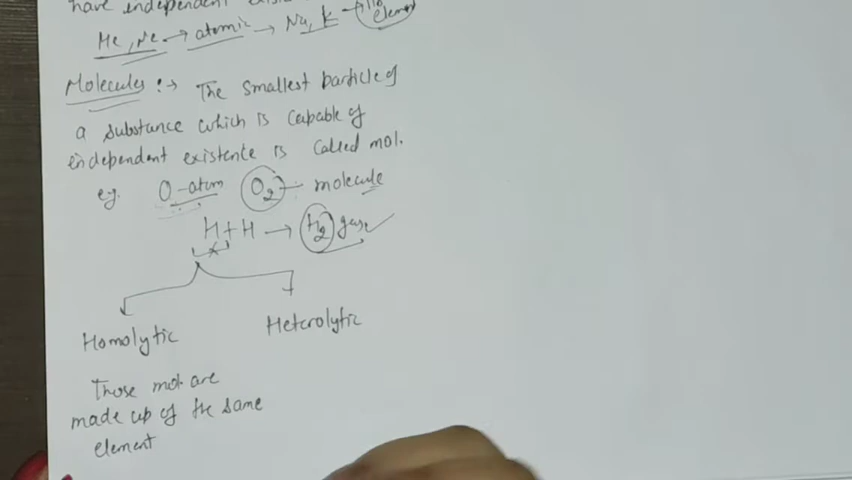 have independent exis
He, Ne → atomic → Na, K → element
Molecules :→ The smallest particle of
a substance which is capable of
independent existence is called mol.
eg. O-atom O2 — molecule
H + H → H2 gas
Homolytic Heterolytic
Those mol. are
made up of the same
element